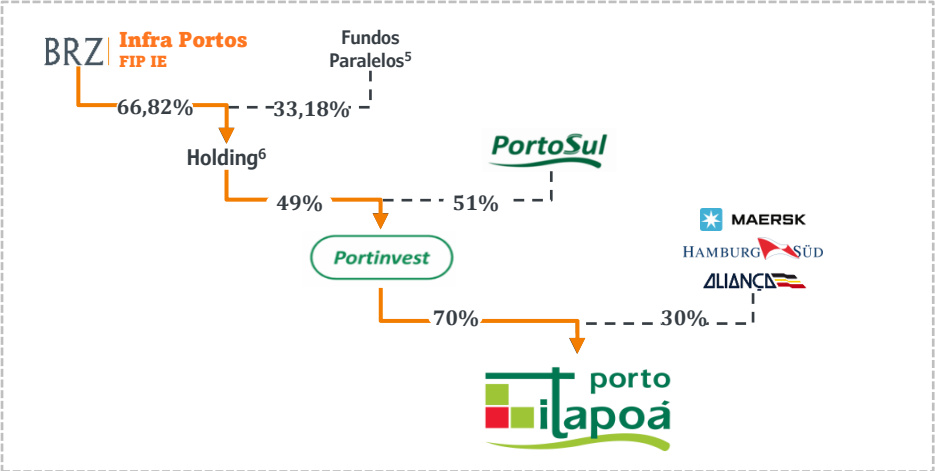 BRZ
Infra Portos
FIP IE
Fundos
Paralelos⁵
66,82%
33,18%
Holding⁶
PortoSul
49%
51%
MAERSK
HAMBURG SÜD
ALIANÇA
Portinvest
70%
30%
porto
itapoá